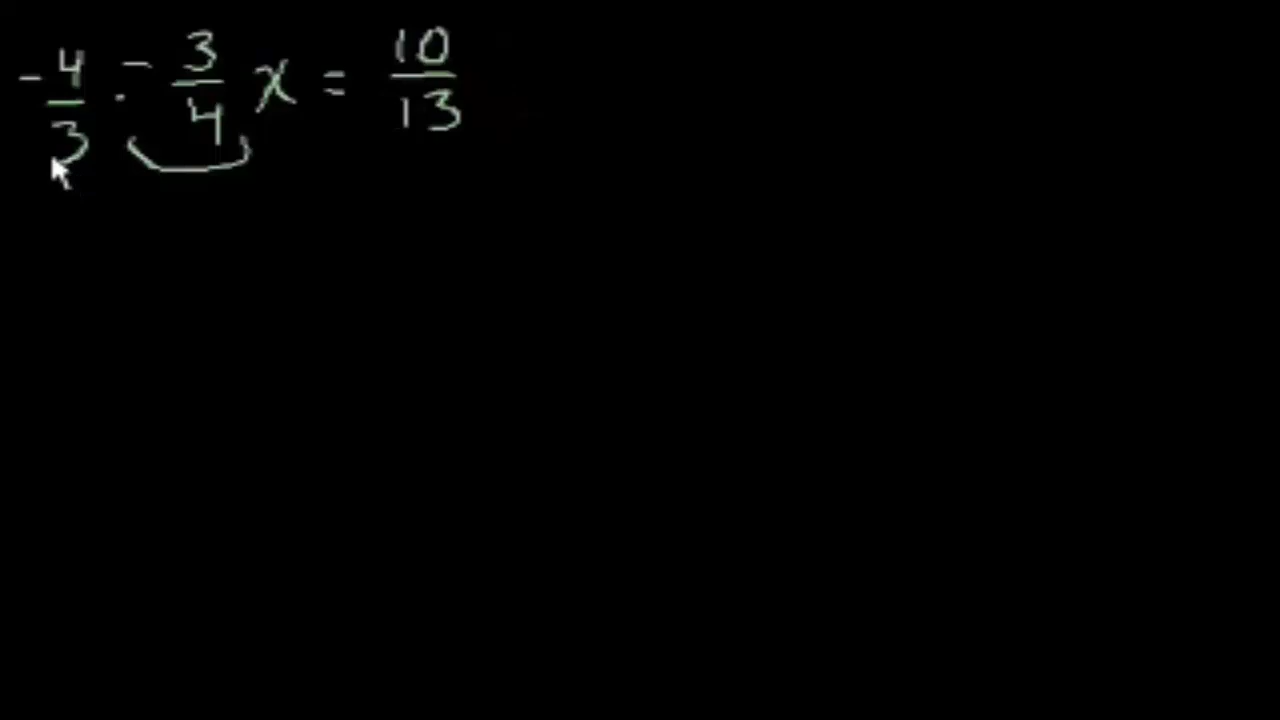 -4/3 · -3/4 x = 10/13